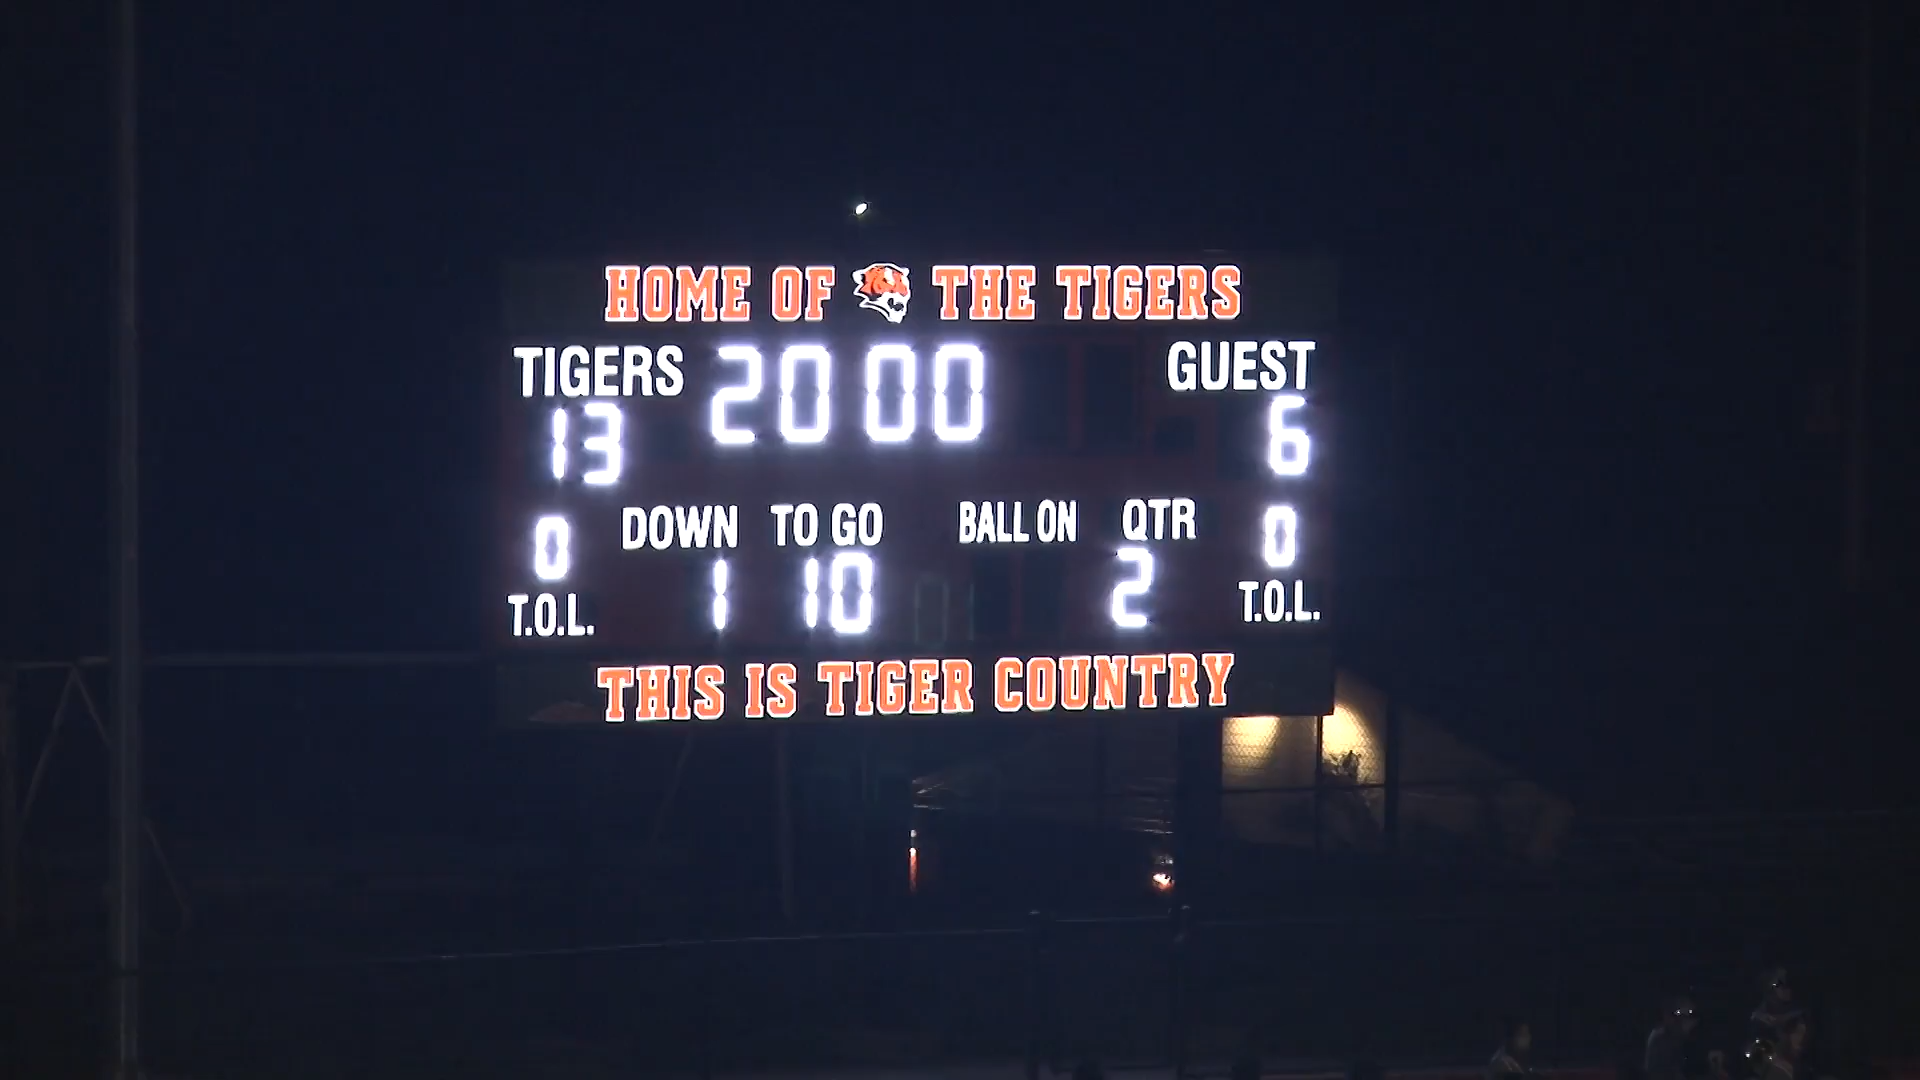 HOME OF THE TIGERS
TIGERS 20 00 GUEST
13 6
DOWN TO GO BALL ON QTR
0 1 10 2 0
T.O.L. T.O.L.
THIS IS TIGER COUNTRY